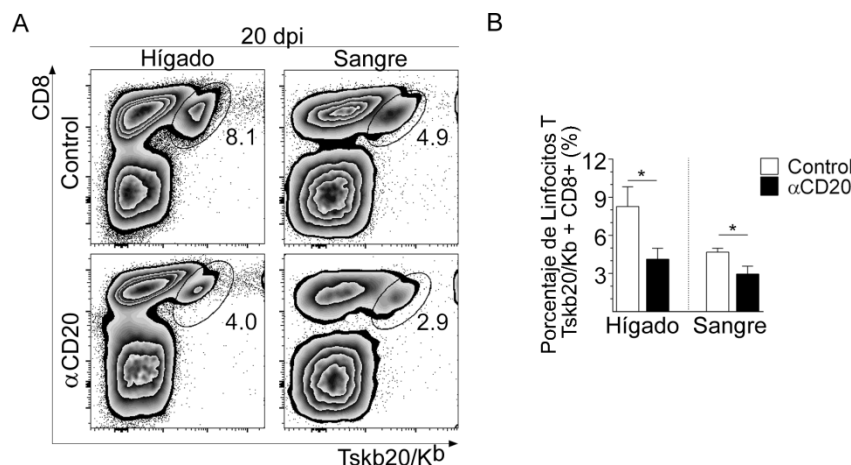 A
20 dpi
Hígado
Sangre
CD8
Control
8.1
4.9
αCD20
4.0
2.9
Tskb20/Kb
B
Porcentaje de Linfocitos T
Tskb20/Kb + CD8+ (%)
12
9
6
3
*
*
Hígado
Sangre
Control
αCD20